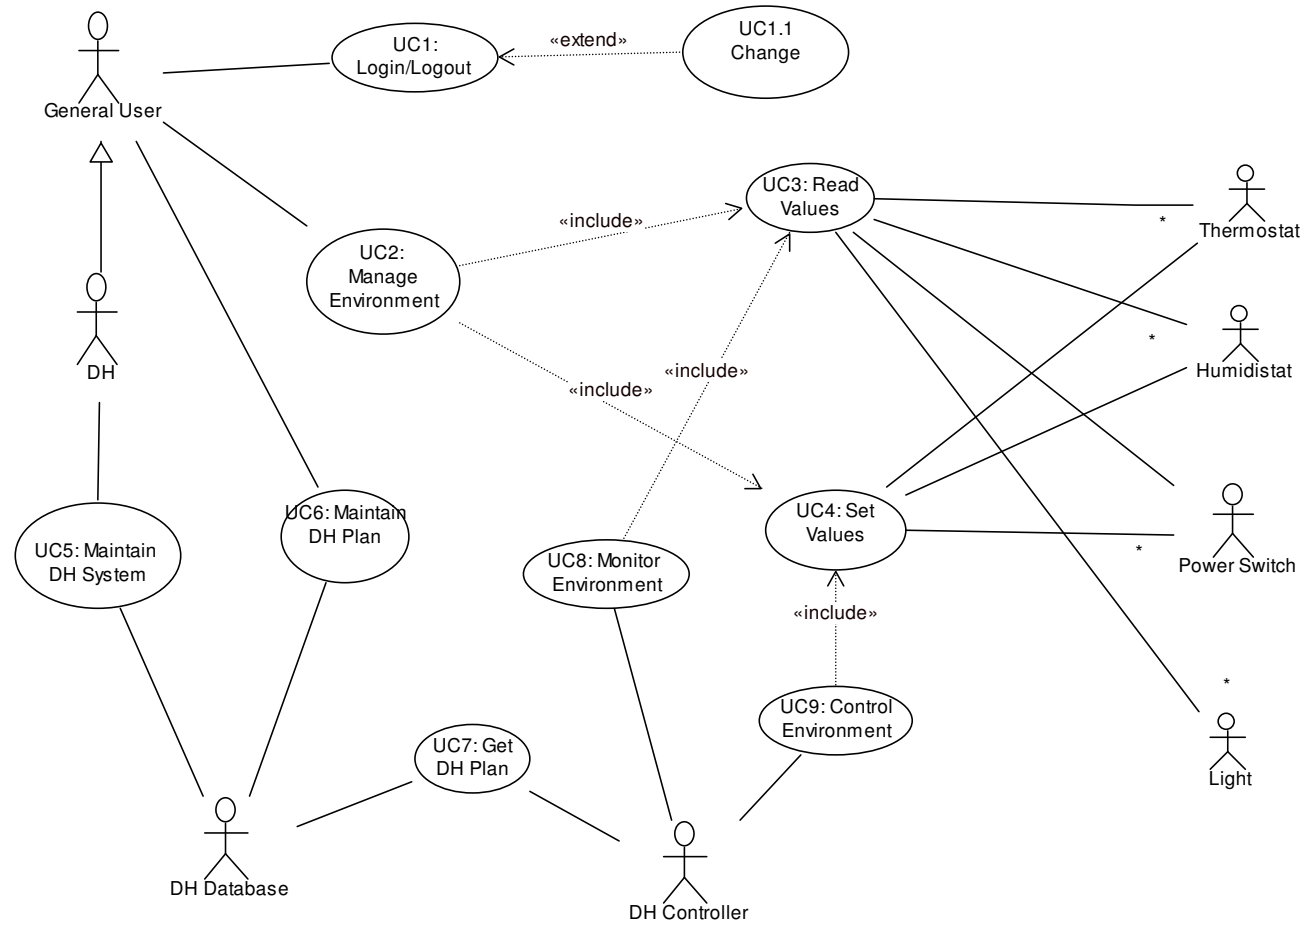 UC1:
Login/Logout
«extend»
UC1.1
Change
General User
UC3: Read
Values
«include»
*
Thermostat
UC2:
Manage
Environment
*
Humidistat
DH
«include»
«include»
UC4: Set
Values
UC6: Maintain
DH Plan
UC5: Maintain
DH System
UC8: Monitor
Environment
*
Power Switch
«include»
*
UC9: Control
Environment
UC7: Get
DH Plan
Light
DH Database
DH Controller